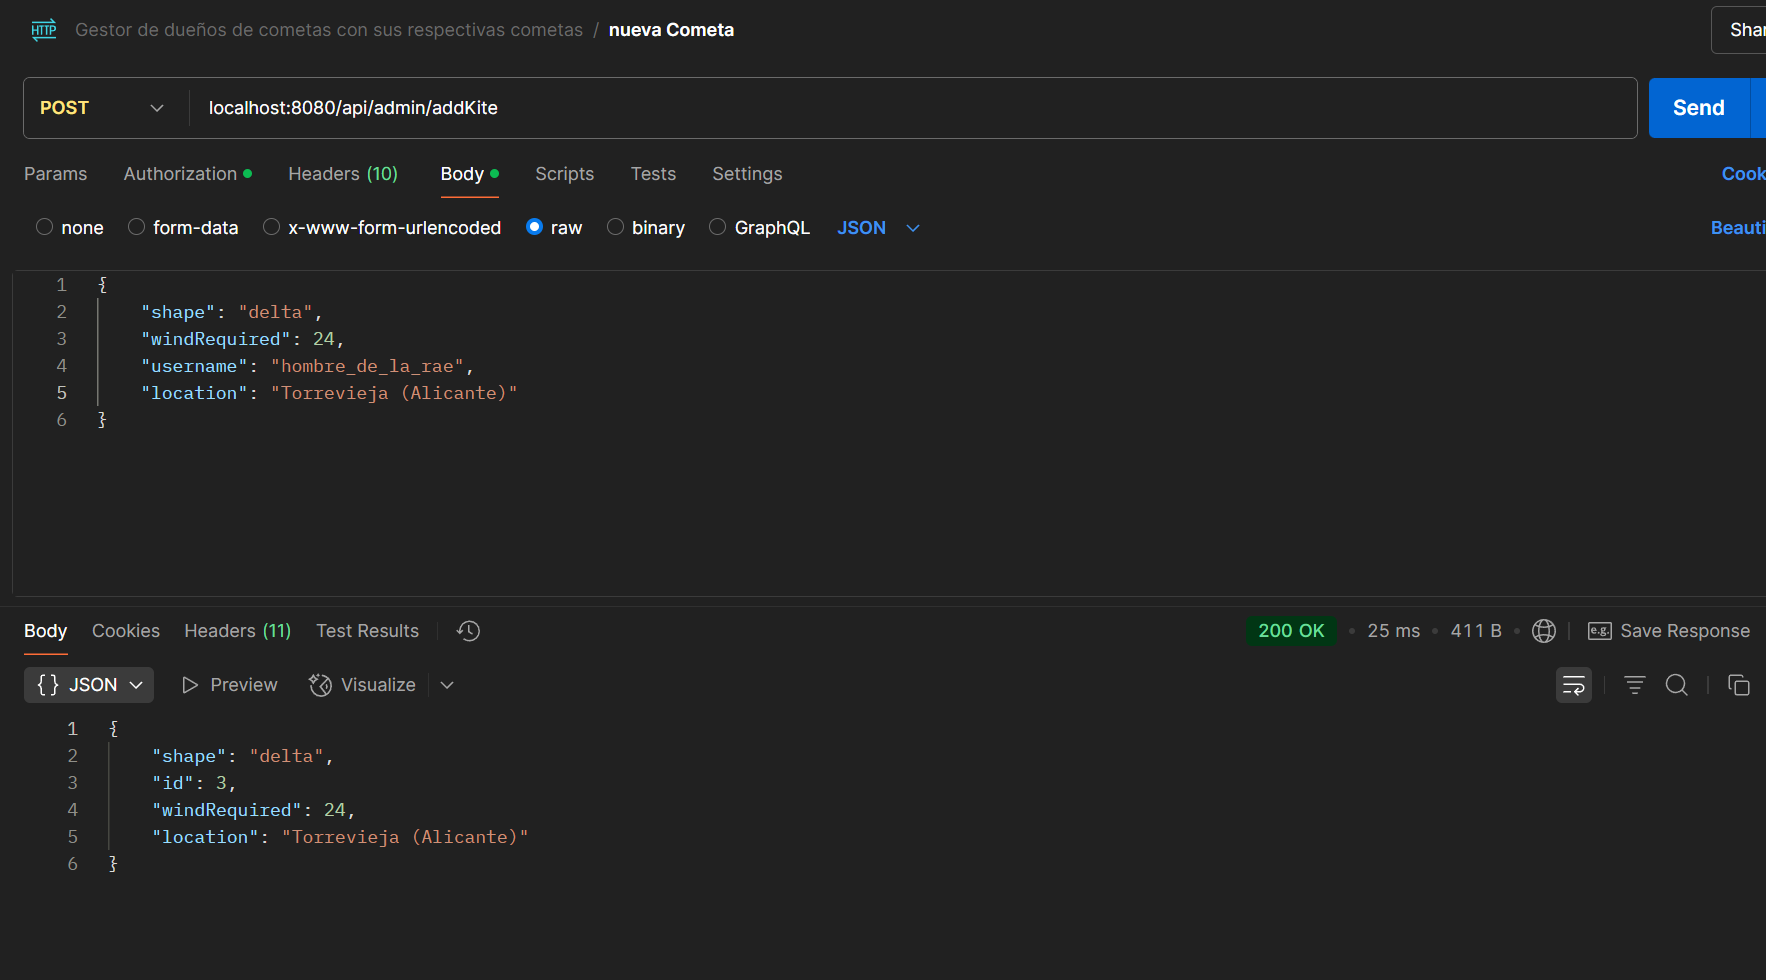 HTTP Gestor de dueños de cometas con sus respectivas cometas / nueva Cometa
Shar
POST localhost:8080/api/admin/addKite Send
Params Authorization Headers (10) Body Scripts Tests Settings Cook
none form-data x-www-form-urlencoded raw binary GraphQL JSON Beauti
1 {
2 "shape": "delta",
3 "windRequired": 24,
4 "username": "hombre_de_la_rae",
5 "location": "Torrevieja (Alicante)"
6 }
Body Cookies Headers (11) Test Results 200 OK • 25 ms • 411 B • e.g. Save Response
{} JSON Preview Visualize
1 {
2 "shape": "delta",
3 "id": 3,
4 "windRequired": 24,
5 "location": "Torrevieja (Alicante)"
6 }